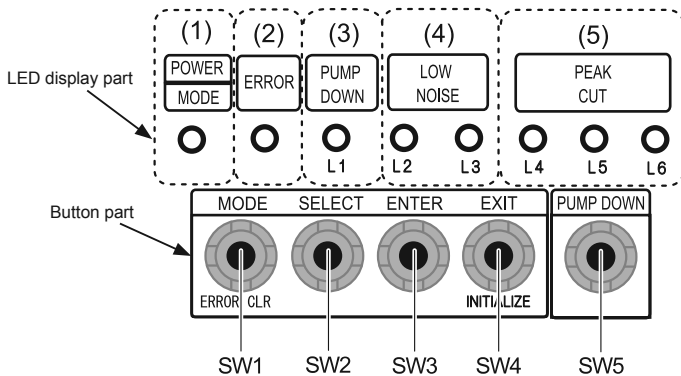 (1) (2) (3) (4) (5)
POWER
MODE
ERROR
PUMP
DOWN
LOW
NOISE
PEAK
CUT
LED display part
L1 L2 L3 L4 L5 L6
MODE SELECT ENTER EXIT PUMP DOWN
Button part
ERROR CLR INITIALIZE
SW1 SW2 SW3 SW4 SW5